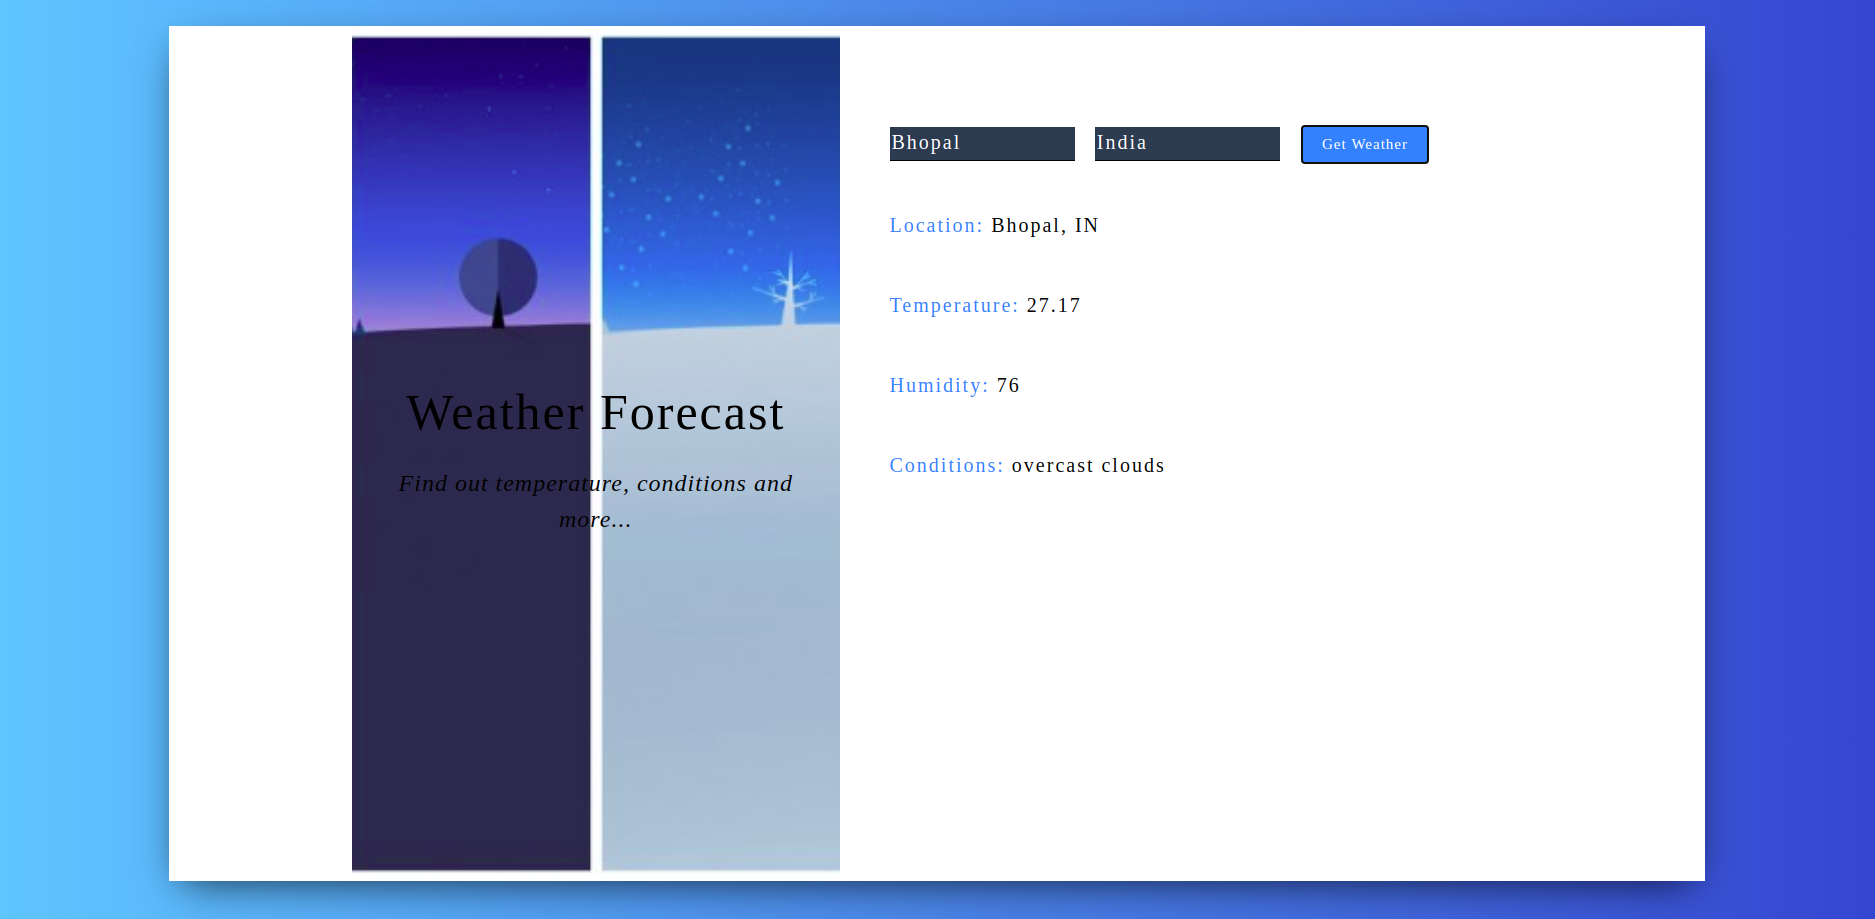 Weather Forecast
Find out temperature, conditions and
more...
Bhopal India Get Weather
Location: Bhopal, IN
Temperature: 27.17
Humidity: 76
Conditions: overcast clouds